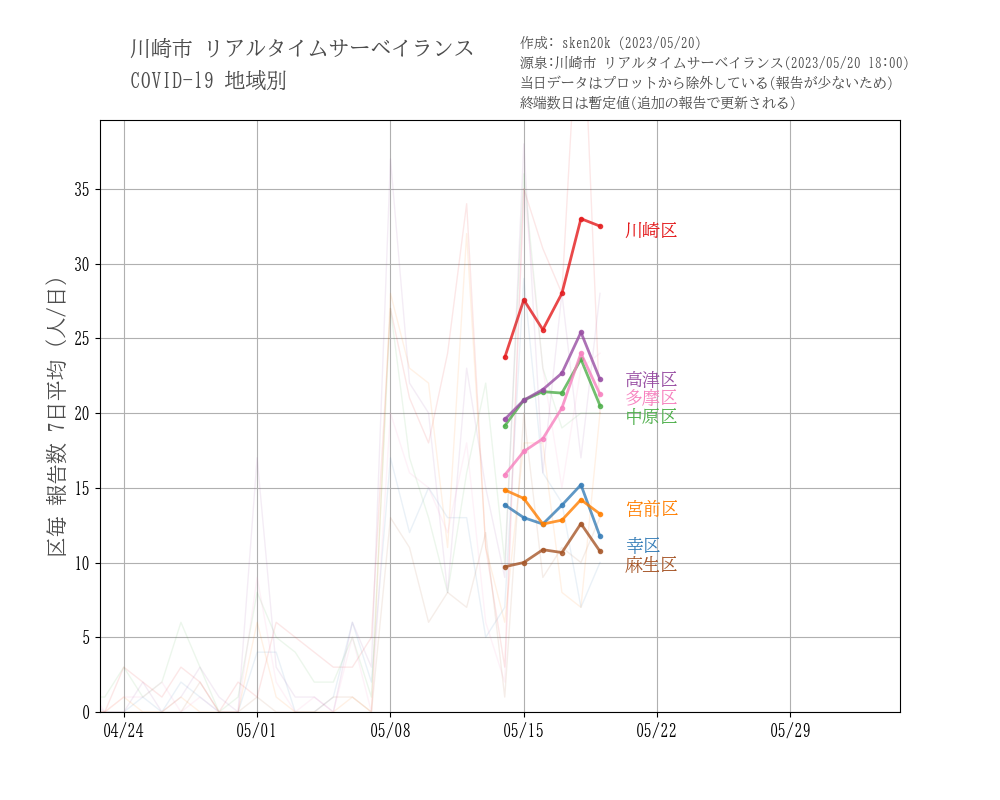 川崎市 リアルタイムサーベイランス
COVID-19 地域別
作成: sken20k (2023/05/20)
源泉:川崎市 リアルタイムサーベイランス(2023/05/20 18:00)
当日データはプロットから除外している(報告が少ないため)
終端数日は暫定値(追加の報告で更新される)
区毎 報告数 7日平均 (人/日)
35
30
25
20
15
10
5
0
川崎区
高津区
多摩区
中原区
宮前区
幸区
麻生区
04/24
05/01
05/08
05/15
05/22
05/29